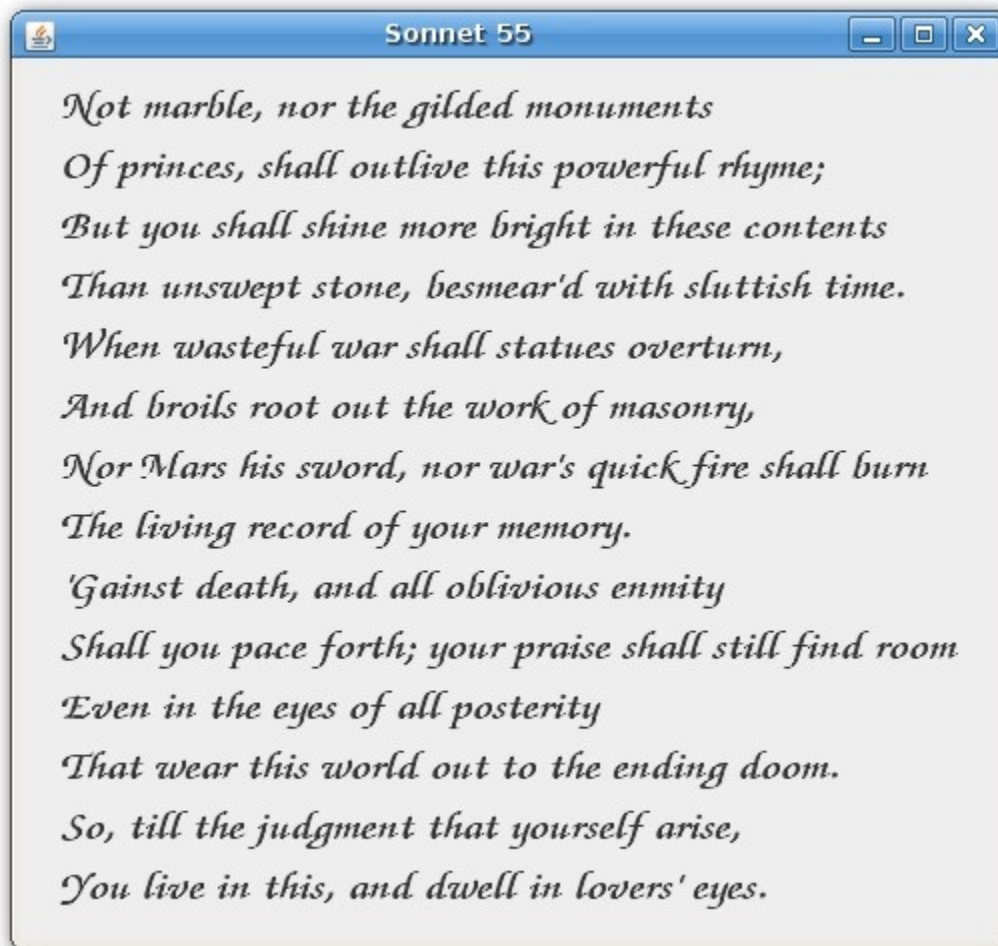 Sonnet 55
Not marble, nor the gilded monuments
Of princes, shall outlive this powerful rhyme;
But you shall shine more bright in these contents
Than unswept stone, besmear'd with sluttish time.
When wasteful war shall statues overturn,
And broils root out the work of masonry,
Nor Mars his sword, nor war's quick fire shall burn
The living record of your memory.
'Gainst death, and all oblivious enmity
Shall you pace forth; your praise shall still find room
Even in the eyes of all posterity
That wear this world out to the ending doom.
So, till the judgment that yourself arise,
You live in this, and dwell in lovers' eyes.